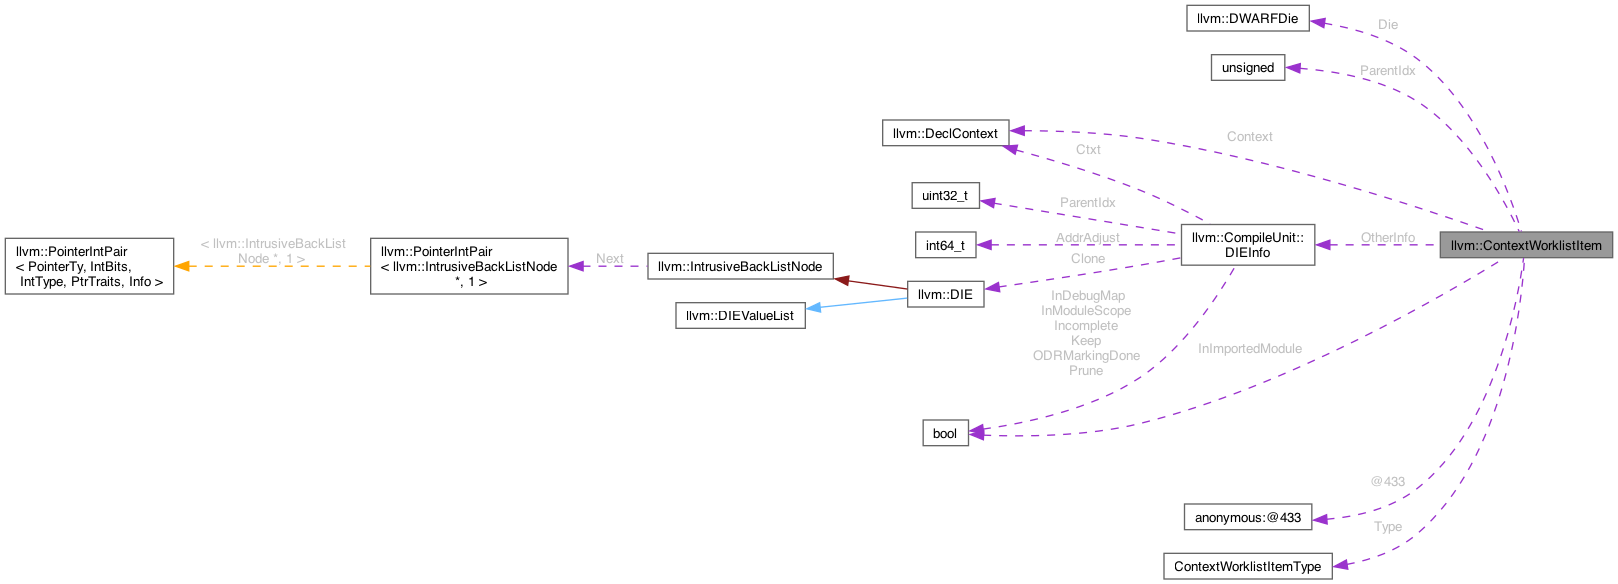 llvm::DWARFDie
Die
unsigned
ParentIdx
llvm::DeclContext
Context
Ctxt
uint32_t
ParentIdx
int64_t
AddrAdjust
llvm::CompileUnit::
DIEInfo
OtherInfo
llvm::ContextWorklistItem
llvm::PointerIntPair
< PointerTy, IntBits,
IntType, PtrTraits, Info >
< llvm::IntrusiveBackList
Node *, 1 >
llvm::PointerIntPair
< llvm::IntrusiveBackListNode
*, 1 >
Next
llvm::IntrusiveBackListNode
Clone
llvm::DIE
llvm::DIEValueList
InDebugMap
InModuleScope
Incomplete
Keep
ODRMarkingDone
Prune
InImportedModule
bool
@433
anonymous:@433
Type
ContextWorklistItemType